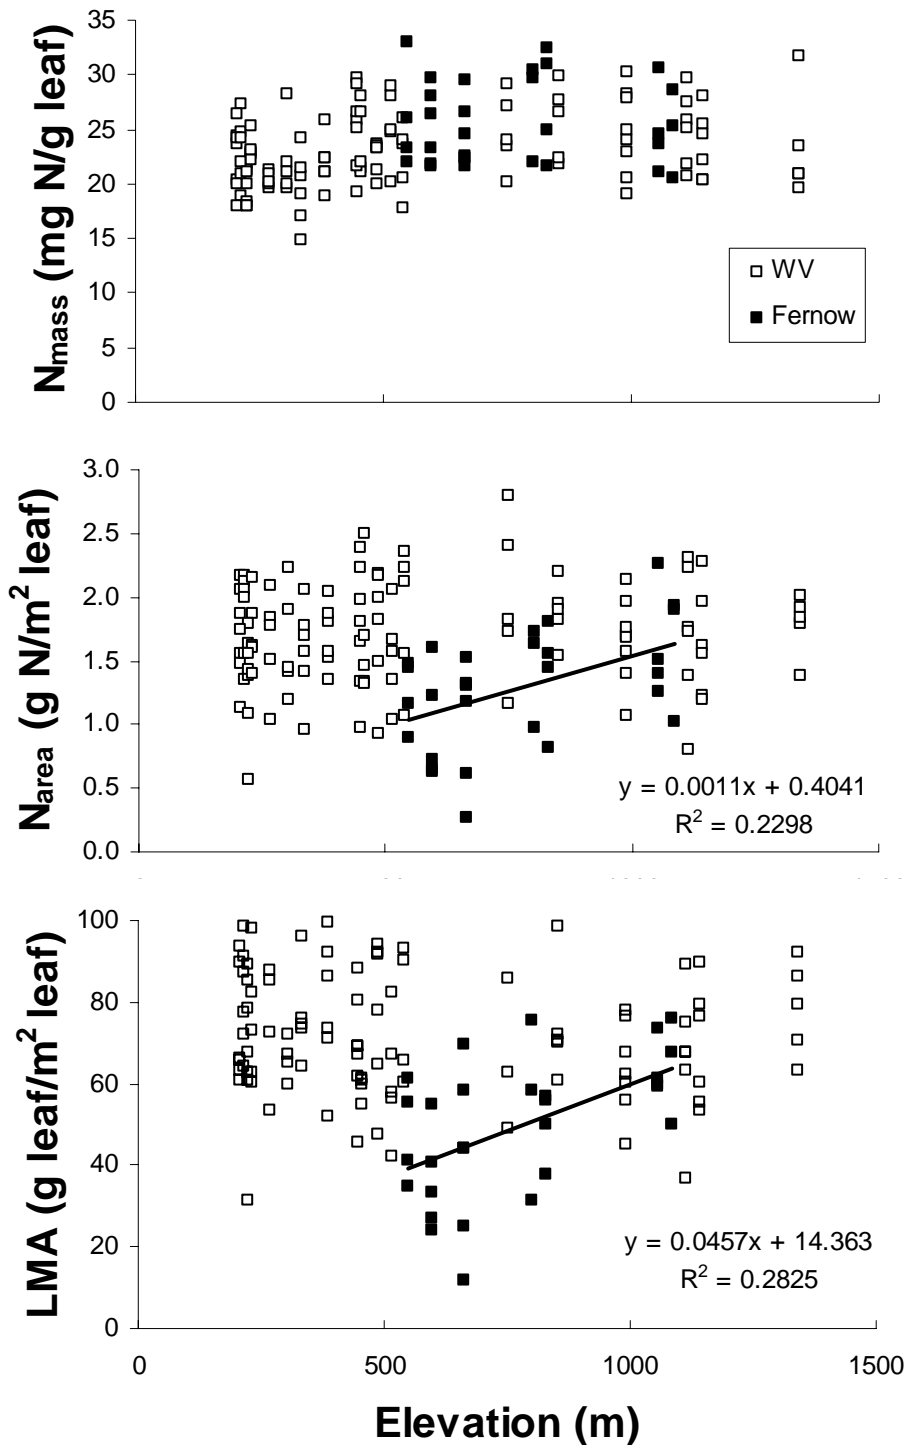 35
30
25
20
15
10
5
0
N_mass (mg N/g leaf)
WV
Fernow
3.0
2.5
2.0
1.5
1.0
0.5
0.0
N_area (g N/m² leaf)
y = 0.0011x + 0.4041
R² = 0.2298
100
80
60
40
20
0
LMA (g leaf/m² leaf)
y = 0.0457x + 14.363
R² = 0.2825
0 500 1000 1500
Elevation (m)